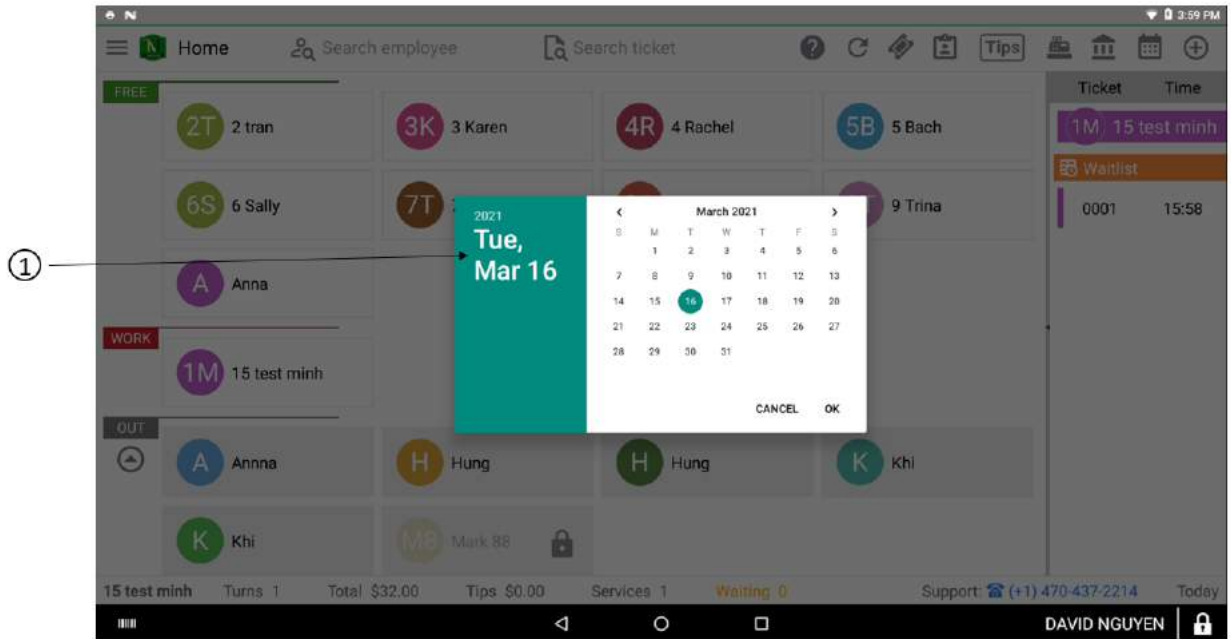 3:59 PM
N Home Search employee Search ticket ? Tips
Ticket Time
FREE
2T 2 tran 3K 3 Karen 4R 4 Rachel 5B 5 Bach
1M 15 test minh
Waitlist
6S 6 Sally 7T 9 Trina
0001 15:58
2021
Tue,
Mar 16
March 2021
S M T W T F S
1 2 3 4 5 6
7 8 9 10 11 12 13
14 15 16 17 18 19 20
21 22 23 24 25 26 27
28 29 30 31
CANCEL OK
①
A Anna
WORK
1M 15 test minh
OUT
A Annna H Hung H Hung K Khi
K Khi M8 Mark 88
15 test minh Turns 1 Total $32.00 Tips $0.00 Services 1 Waiting 0 Support: (+1) 470-437-2214 Today
DAVID NGUYEN